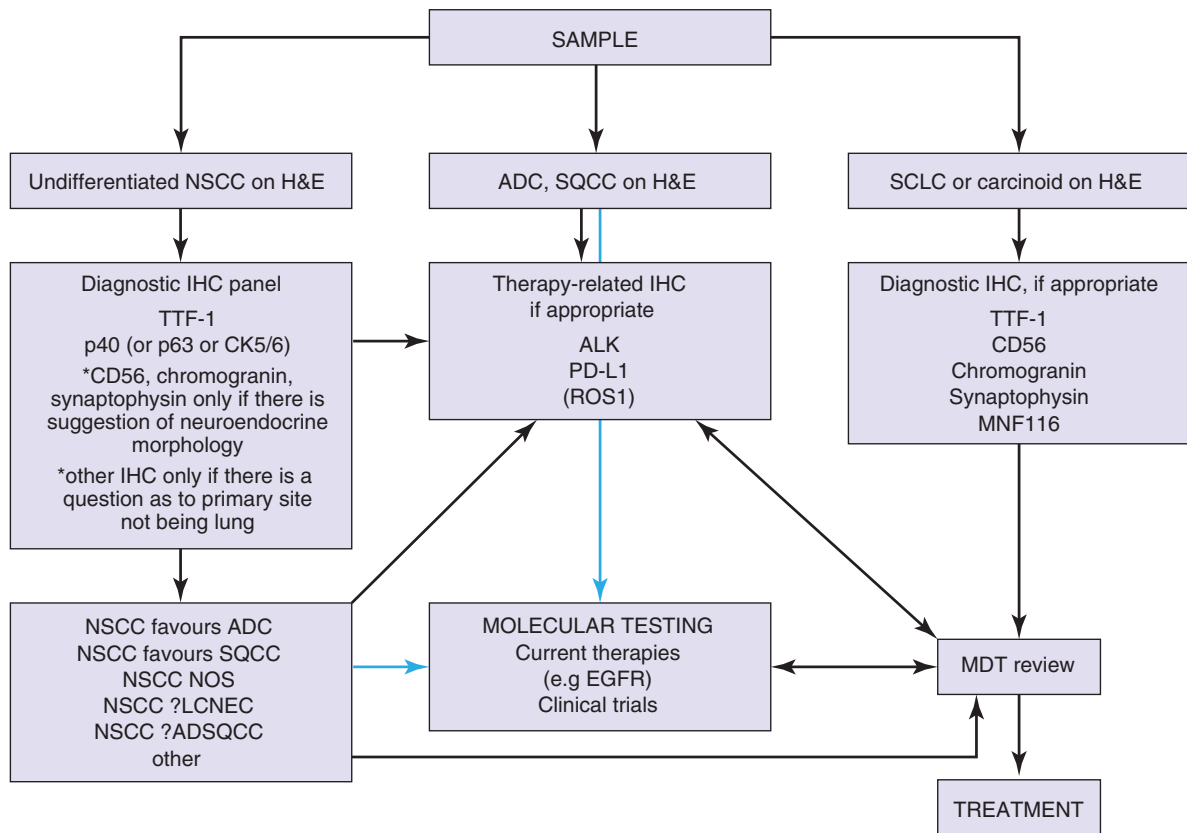 SAMPLE
Undifferentiated NSCC on H&E
ADC, SQCC on H&E
SCLC or carcinoid on H&E
Diagnostic IHC panel
TTF-1
p40 (or p63 or CK5/6)
*CD56, chromogranin,
synaptophysin only if there is
suggestion of neuroendocrine
morphology
*other IHC only if there is a
question as to primary site
not being lung
Therapy-related IHC
if appropriate
ALK
PD-L1
(ROS1)
Diagnostic IHC, if appropriate
TTF-1
CD56
Chromogranin
Synaptophysin
MNF116
NSCC favours ADC
NSCC favours SQCC
NSCC NOS
NSCC ?LCNEC
NSCC ?ADSQCC
other
MOLECULAR TESTING
Current therapies
(e.g EGFR)
Clinical trials
MDT review
TREATMENT